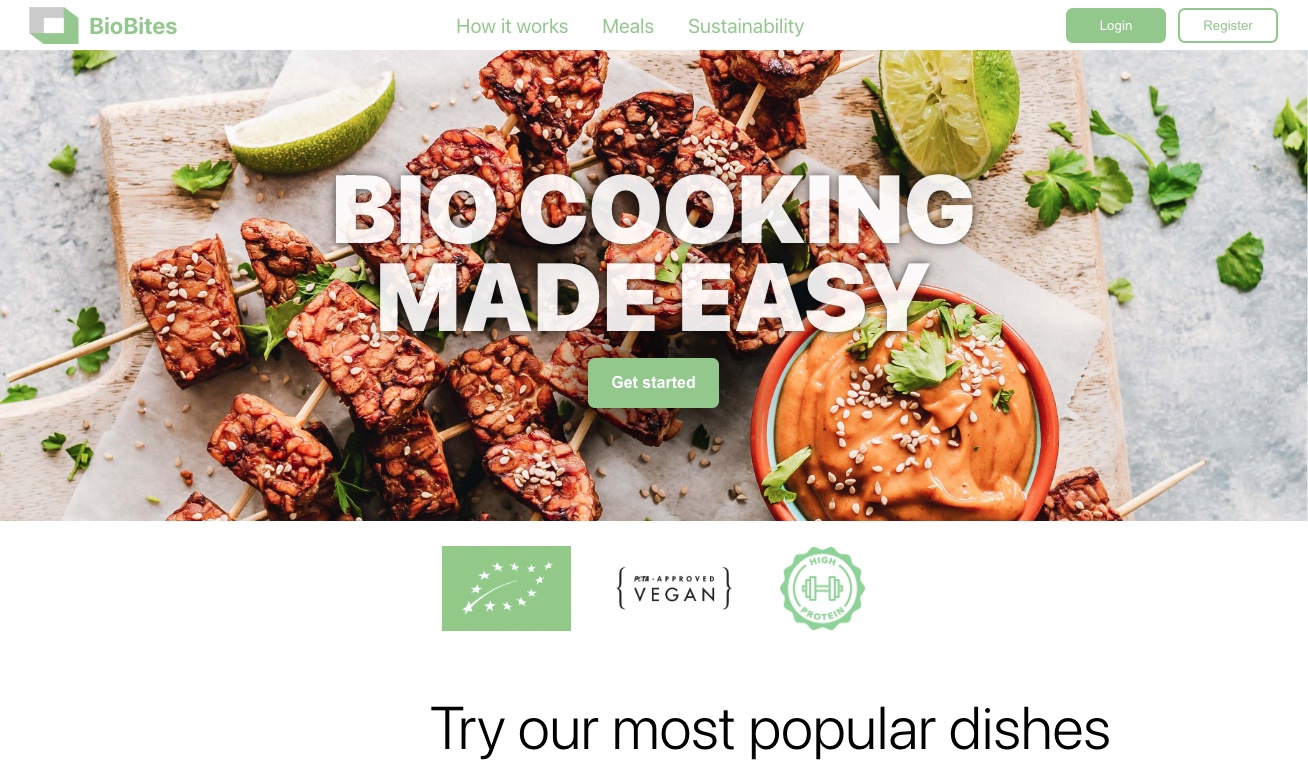 BioBites
How it works
Meals
Sustainability
Login
Register
BIO COOKING
MADE EASY
Get started
PETA-APPROVED
VEGAN
HIGH
PROTEIN
Try our most popular dishes